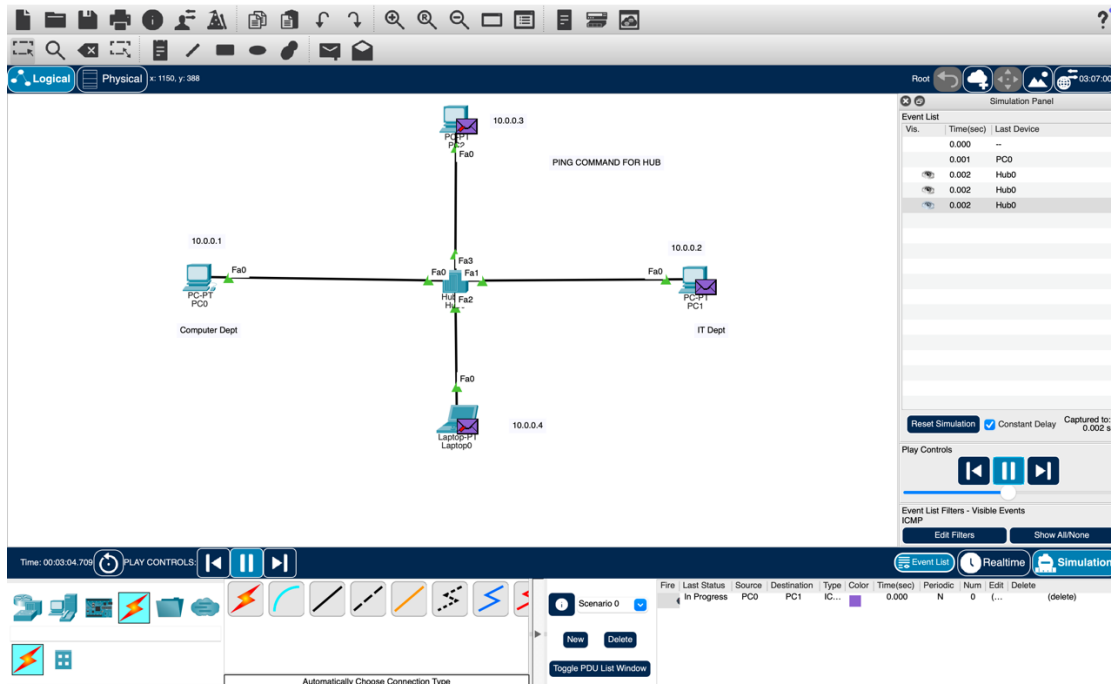 ?
Logical
Physical x: 1150, y: 388
Root
03:07:00
Simulation Panel
Event List
Vis. Time(sec) Last Device
0.000 --
0.001 PC0
0.002 Hub0
0.002 Hub0
0.002 Hub0
10.0.0.3
PC-PT
Fa0
PING COMMAND FOR HUB
10.0.0.1
10.0.0.2
Fa3
Fa0
Fa0
Fa1
Fa0
PC-PT
PC0
Fa2
PC-PT
PC1
Computer Dept
IT Dept
Fa0
10.0.0.4
Laptop-PT
Laptop0
Reset Simulation
Constant Delay
Captured to:
0.002 s
Play Controls
Event List Filters - Visible Events
ICMP
Edit Filters
Show All/None
Time: 00:03:04.709
PLAY CONTROLS:
Event List
Realtime
Simulation
Fire Last Status Source Destination Type Color Time(sec) Periodic Num Edit Delete
In Progress PC0 PC1 IC... 0.000 N 0 (... (delete)
Scenario 0
New
Delete
Toggle PDU List Window
Automatically Choose Connection Type